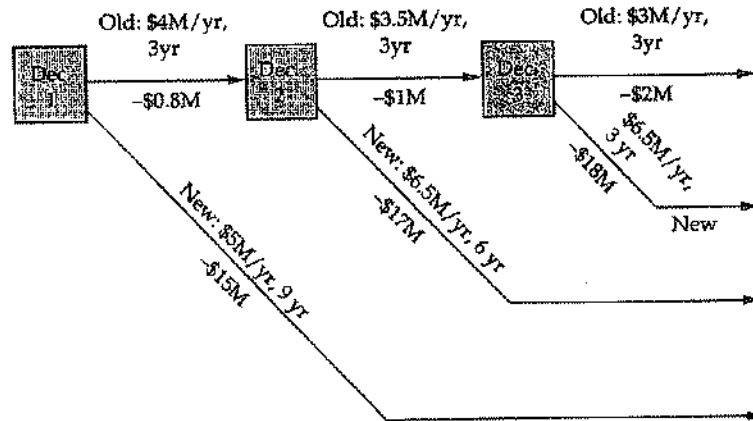 Old: $4M/yr,
3yr
Old: $3.5M/yr,
3yr
Old: $3M/yr,
3yr
Dec
1
Dec
2
Dec
3
–$0.8M
–$1M
–$2M
New: $5M/yr, 9 yr
–$15M
New: $6.5M/yr, 6 yr
–$17M
$6.5M/yr,
3 yr
–$18M
New